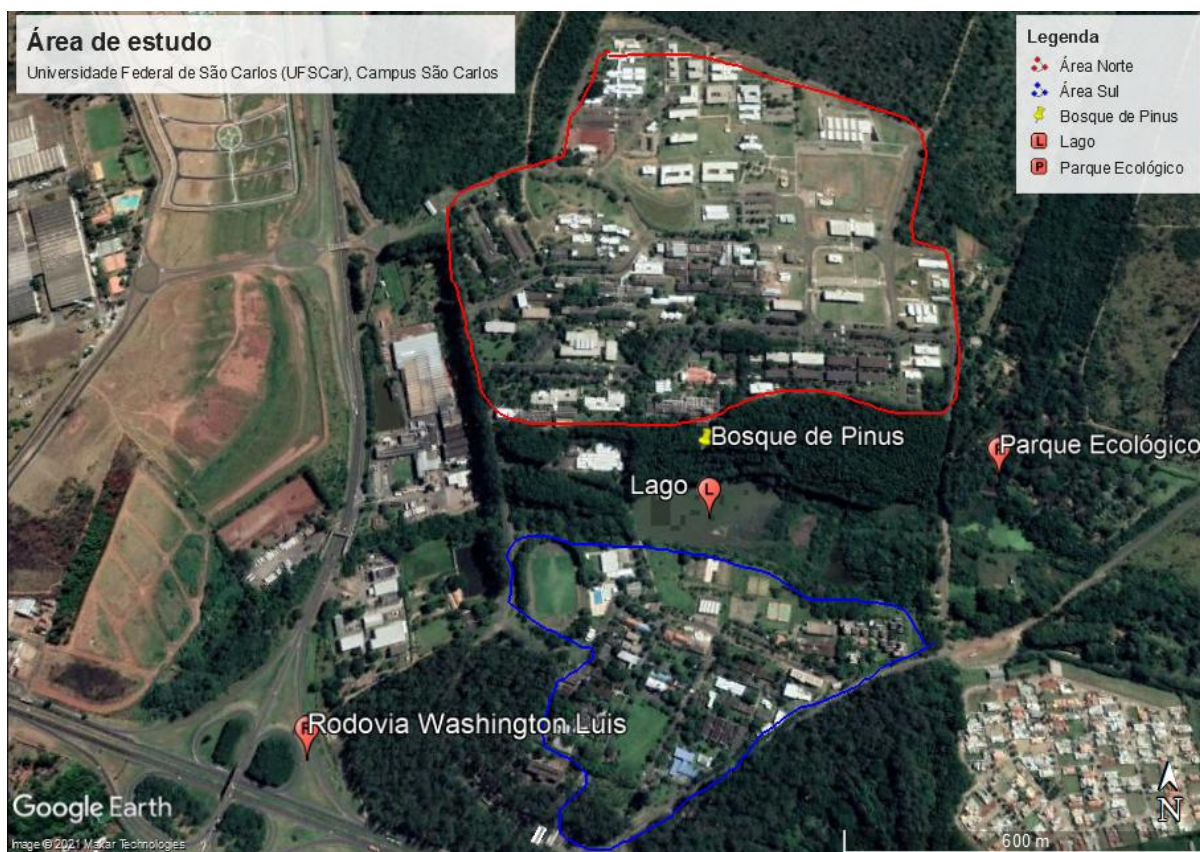 Área de estudo
Universidade Federal de São Carlos (UFSCar), Campus São Carlos
Legenda
Área Norte
Área Sul
Bosque de Pinus
L Lago
P Parque Ecológico
Bosque de Pinus
Parque Ecológico
Lago
L
Rodovia Washington Luis
Google Earth
Image © 2021 Maxar Technologies
N
600 m